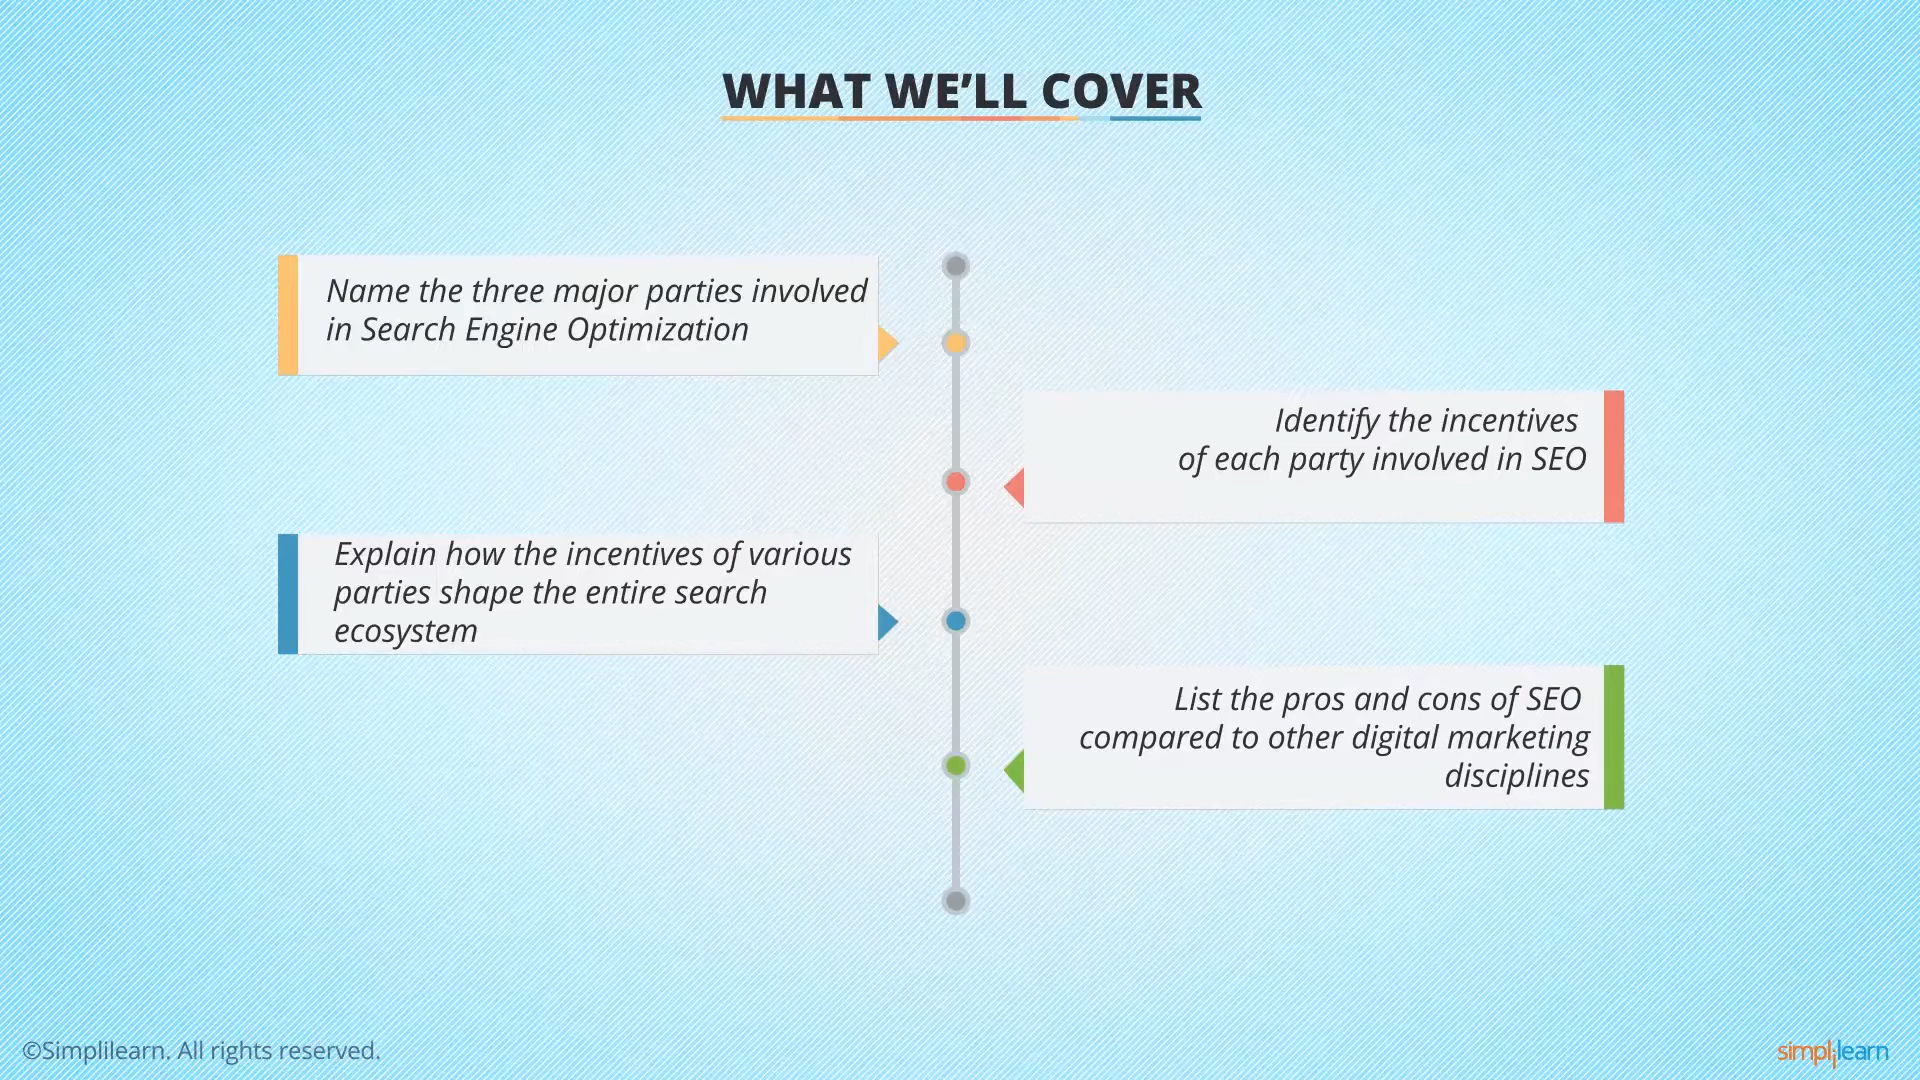 WHAT WE’LL COVER
Name the three major parties involved
in Search Engine Optimization
Identify the incentives
of each party involved in SEO
Explain how the incentives of various
parties shape the entire search
ecosystem
List the pros and cons of SEO
compared to other digital marketing
disciplines
©Simplilearn. All rights reserved.
simplilearn